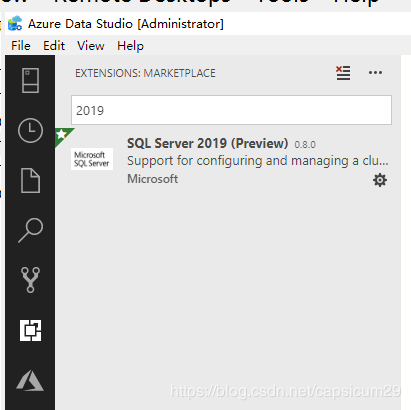 Remote Desktops Tools Help
Azure Data Studio [Administrator]
File Edit View Help
EXTENSIONS: MARKETPLACE
2019
Microsoft
SQL Server
SQL Server 2019 (Preview) 0.8.0
Support for configuring and managing a clu...
Microsoft
https://blog.csdn.net/capsicum29